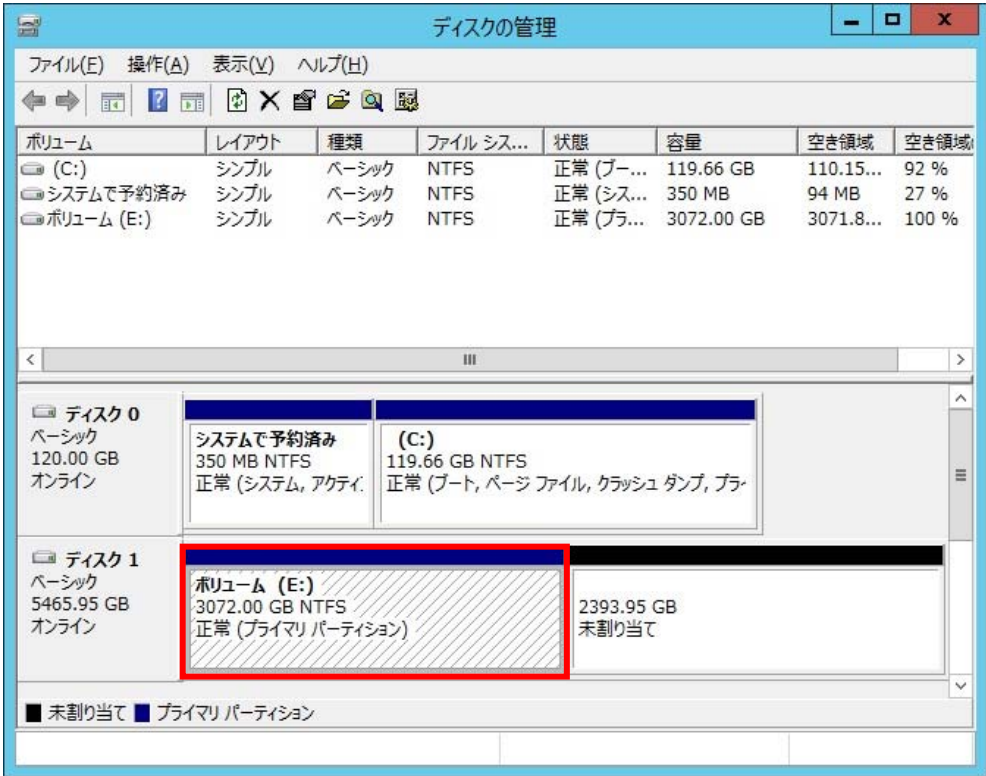 ディスクの管理
ファイル(F) 操作(A) 表示(V) ヘルプ(H)
ボリューム レイアウト 種類 ファイル シス... 状態 容量 空き領域 空き領域
(C:) シンプル ベーシック NTFS 正常 (ブー... 119.66 GB 110.15... 92 %
システムで予約済み シンプル ベーシック NTFS 正常 (シス... 350 MB 94 MB 27 %
ボリューム (E:) シンプル ベーシック NTFS 正常 (プラ... 3072.00 GB 3071.8... 100 %
ディスク 0
ベーシック
120.00 GB
オンライン
システムで予約済み
350 MB NTFS
正常 (システム, アクティ
(C:)
119.66 GB NTFS
正常 (ブート, ページ ファイル, クラッシュ ダンプ, プラ
ディスク 1
ベーシック
5465.95 GB
オンライン
ボリューム (E:)
3072.00 GB NTFS
正常 (プライマリ パーティション)
2393.95 GB
未割り当て
未割り当て プライマリ パーティション